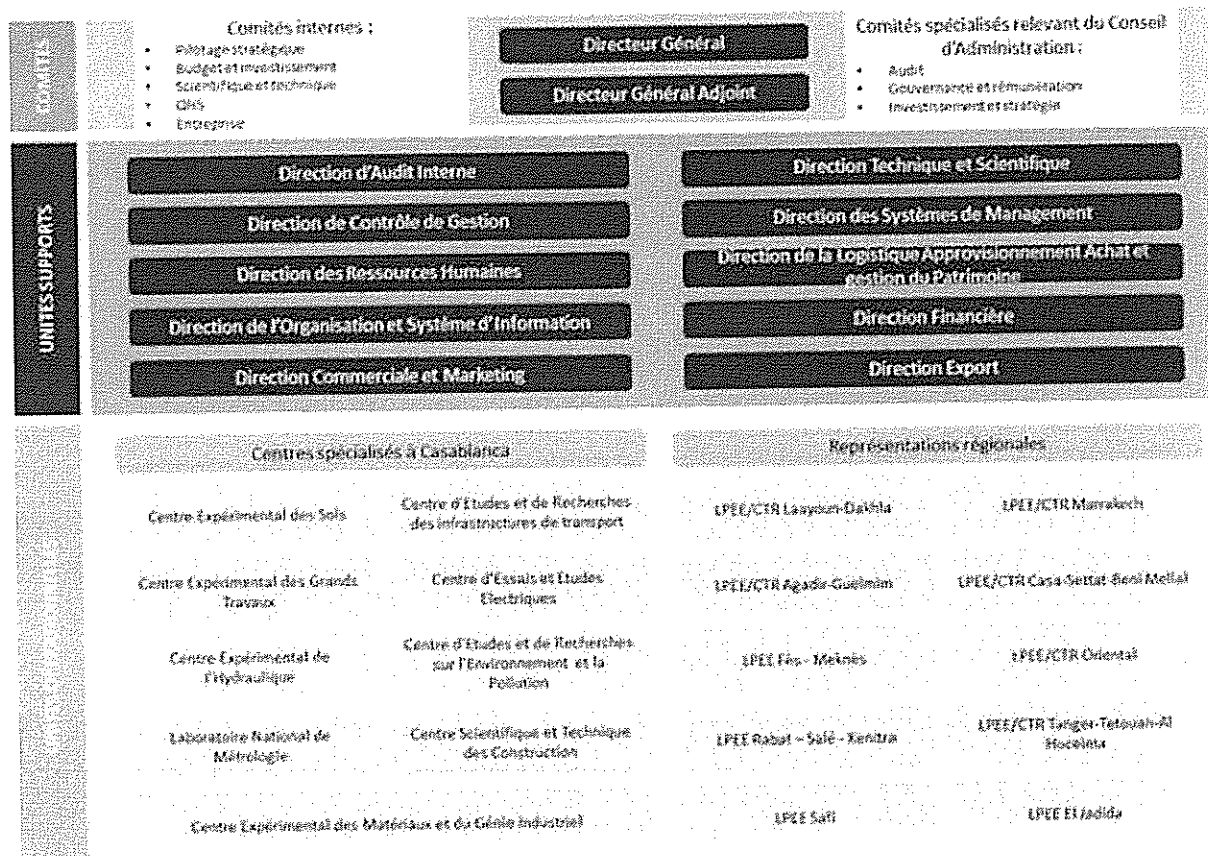 COMITES
Comités internes :
• Pilotage stratégique
• Budget et investissement
• Scientifique et technique
• QHS
• Entreprise
Directeur Général
Directeur Général Adjoint
Comités spécialisés relevant du Conseil
d'Administration :
• Audit
• Gouvernance et rémunération
• Investissement et stratégie
UNITES SUPPORTS
Direction d'Audit Interne
Direction de Contrôle de Gestion
Direction des Ressources Humaines
Direction de l'Organisation et Système d'Information
Direction Commerciale et Marketing
Direction Technique et Scientifique
Direction des Systèmes de Management
Direction de la Logistique Approvisionnement Achat et
gestion du Patrimoine
Direction Financière
Direction Export
Centres spécialisés à Casablanca
Centre Expérimental des Sols
Centre d'Etudes et de Recherches
des infrastructures de transport
Centre Expérimental des Grands
Travaux
Centre d'Essais et Etudes
Electriques
Centre Expérimental de
l'Hydraulique
Centre d'Etudes et de Recherches
sur l'Environnement et la
Pollution
Laboratoire National de
Métrologie
Centre Scientifique et Technique
des Construction
Centre Expérimental des Matériaux et du Génie Industriel
Représentations régionales
LPEE/CTR Laayoun-Dakhla
LPEE/CTR Marrakech
LPEE/CTR Agadir-Guelmim
LPEE/CTR Casa-Settat-Beni Mellal
LPEE Fès - Meknès
LPEE/CTR Oriental
LPEE Rabat – Salé - Kenitra
LPEE/CTR Tanger-Tetouan-Al
Hoceima
LPEE Safi
LPEE El Jadida